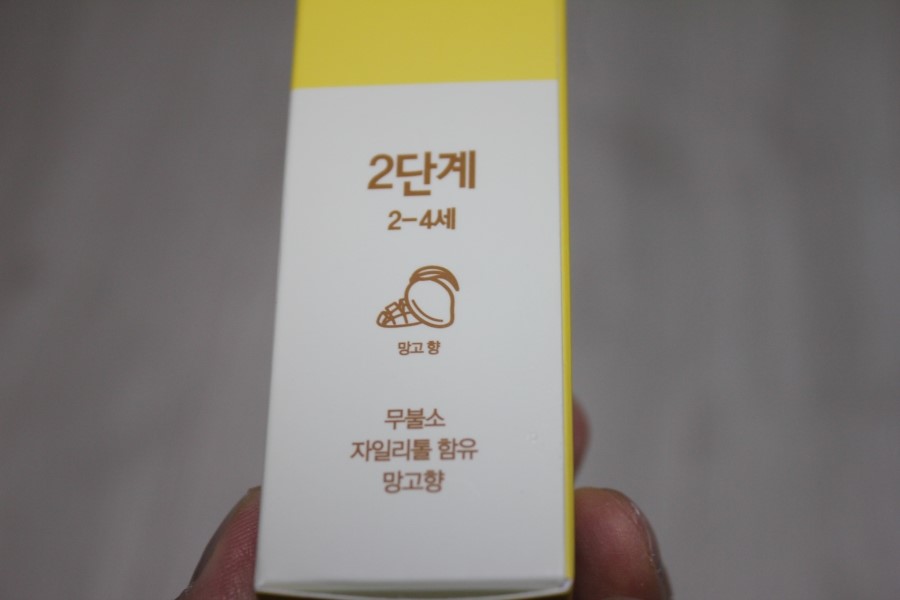 2단계
2-4세
망고 향
무불소
자일리톨 함유
망고향